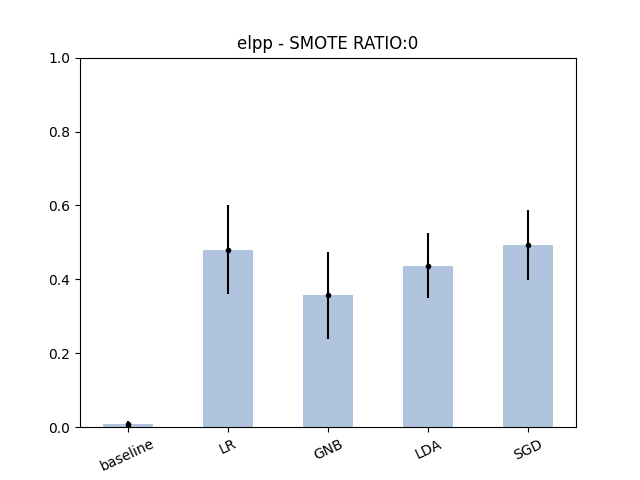 elpp - SMOTE RATIO:0
1.0
0.8
0.6
0.4
0.2
0.0
baseline
LR
GNB
LDA
SGD